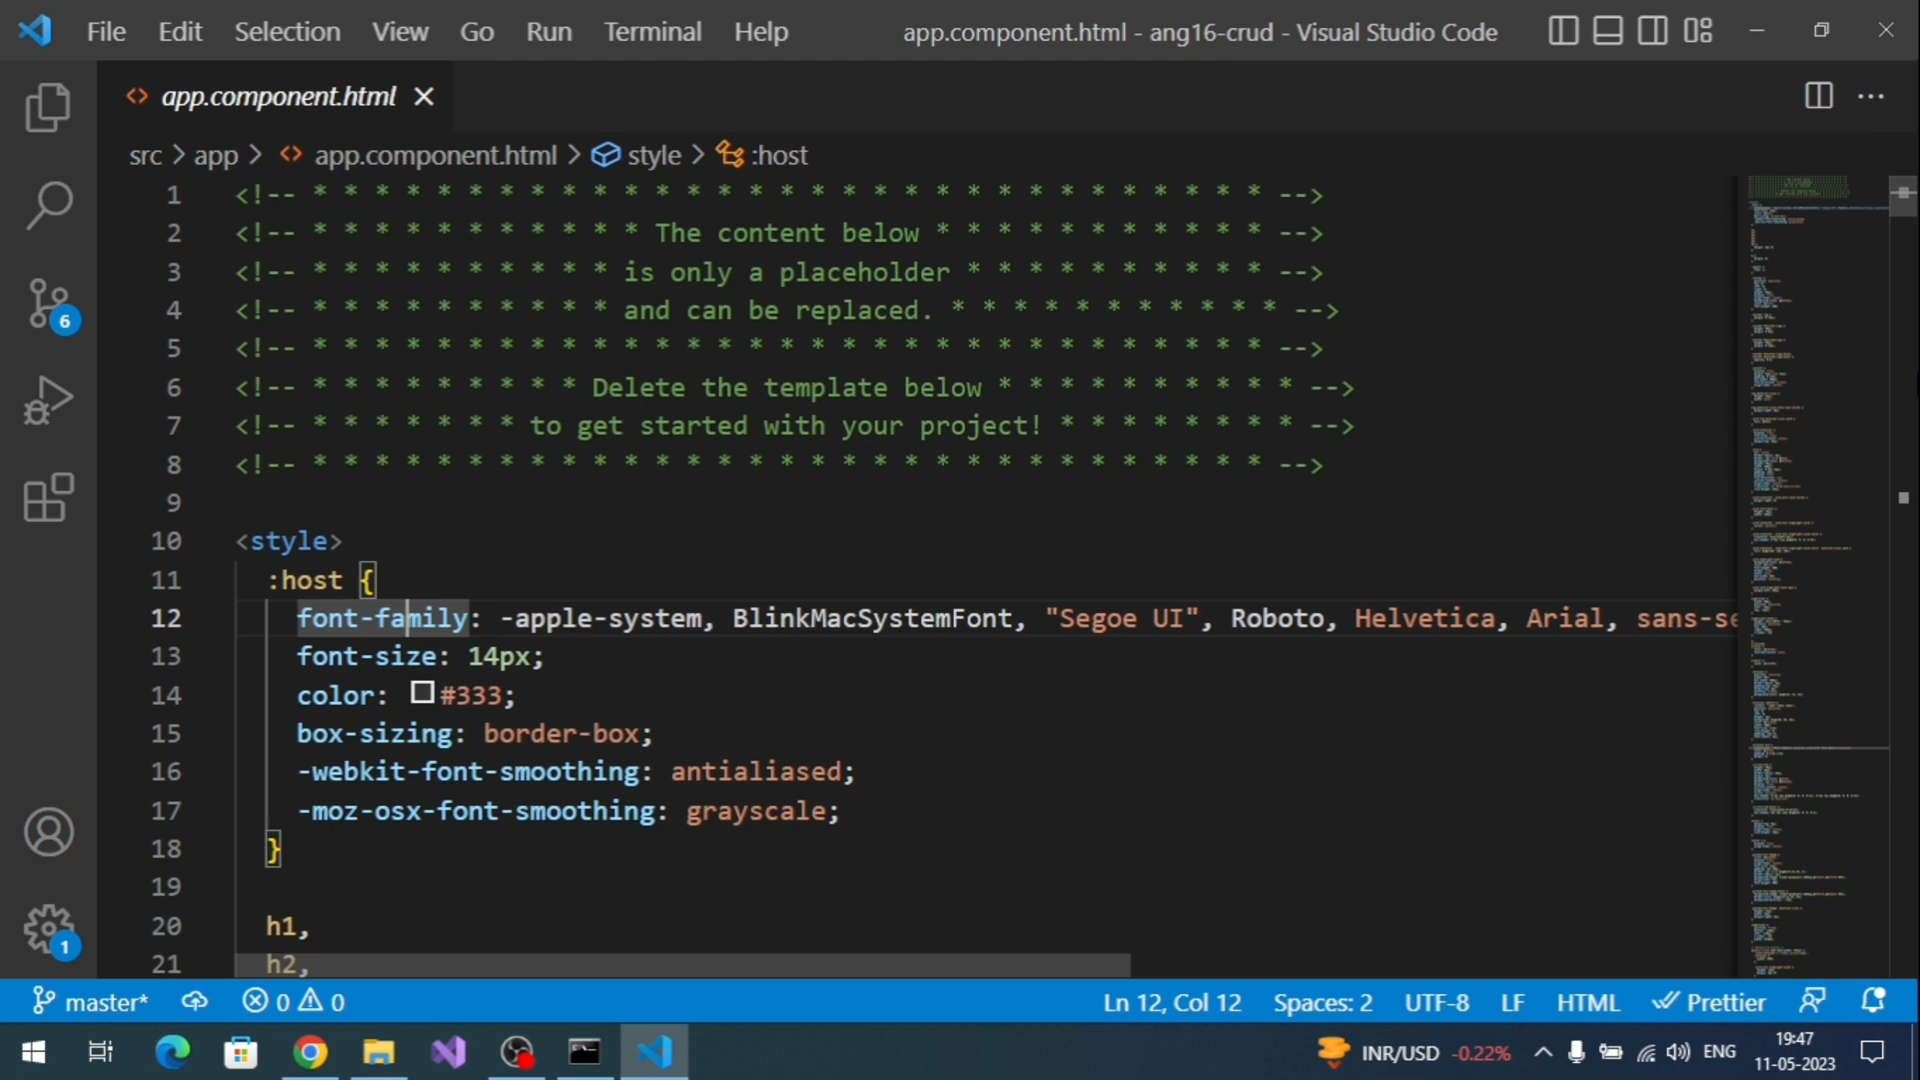 File Edit Selection View Go Run Terminal Help app.component.html - ang16-crud - Visual Studio Code
app.component.html
src > app > app.component.html > style > :host
1 <!-- * * * * * * * * * * * * * * * * * * * * * * * * * * * * * * * -->
2 <!-- * * * * * * * * * * * The content below * * * * * * * * * * * -->
3 <!-- * * * * * * * * * * is only a placeholder * * * * * * * * * * -->
4 <!-- * * * * * * * * * * and can be replaced. * * * * * * * * * * * -->
5 <!-- * * * * * * * * * * * * * * * * * * * * * * * * * * * * * * * -->
6 <!-- * * * * * * * * * Delete the template below * * * * * * * * * * -->
7 <!-- * * * * * * * to get started with your project! * * * * * * * * -->
8 <!-- * * * * * * * * * * * * * * * * * * * * * * * * * * * * * * * -->
9
10 <style>
11 :host {
12 font-family: -apple-system, BlinkMacSystemFont, "Segoe UI", Roboto, Helvetica, Arial, sans-se
13 font-size: 14px;
14 color: #333;
15 box-sizing: border-box;
16 -webkit-font-smoothing: antialiased;
17 -moz-osx-font-smoothing: grayscale;
18 }
19
20 h1,
21 h2,
6
1
master* 0 0 Ln 12, Col 12 Spaces: 2 UTF-8 LF HTML Prettier
INR/USD -0.22% ENG 19:47
11-05-2023